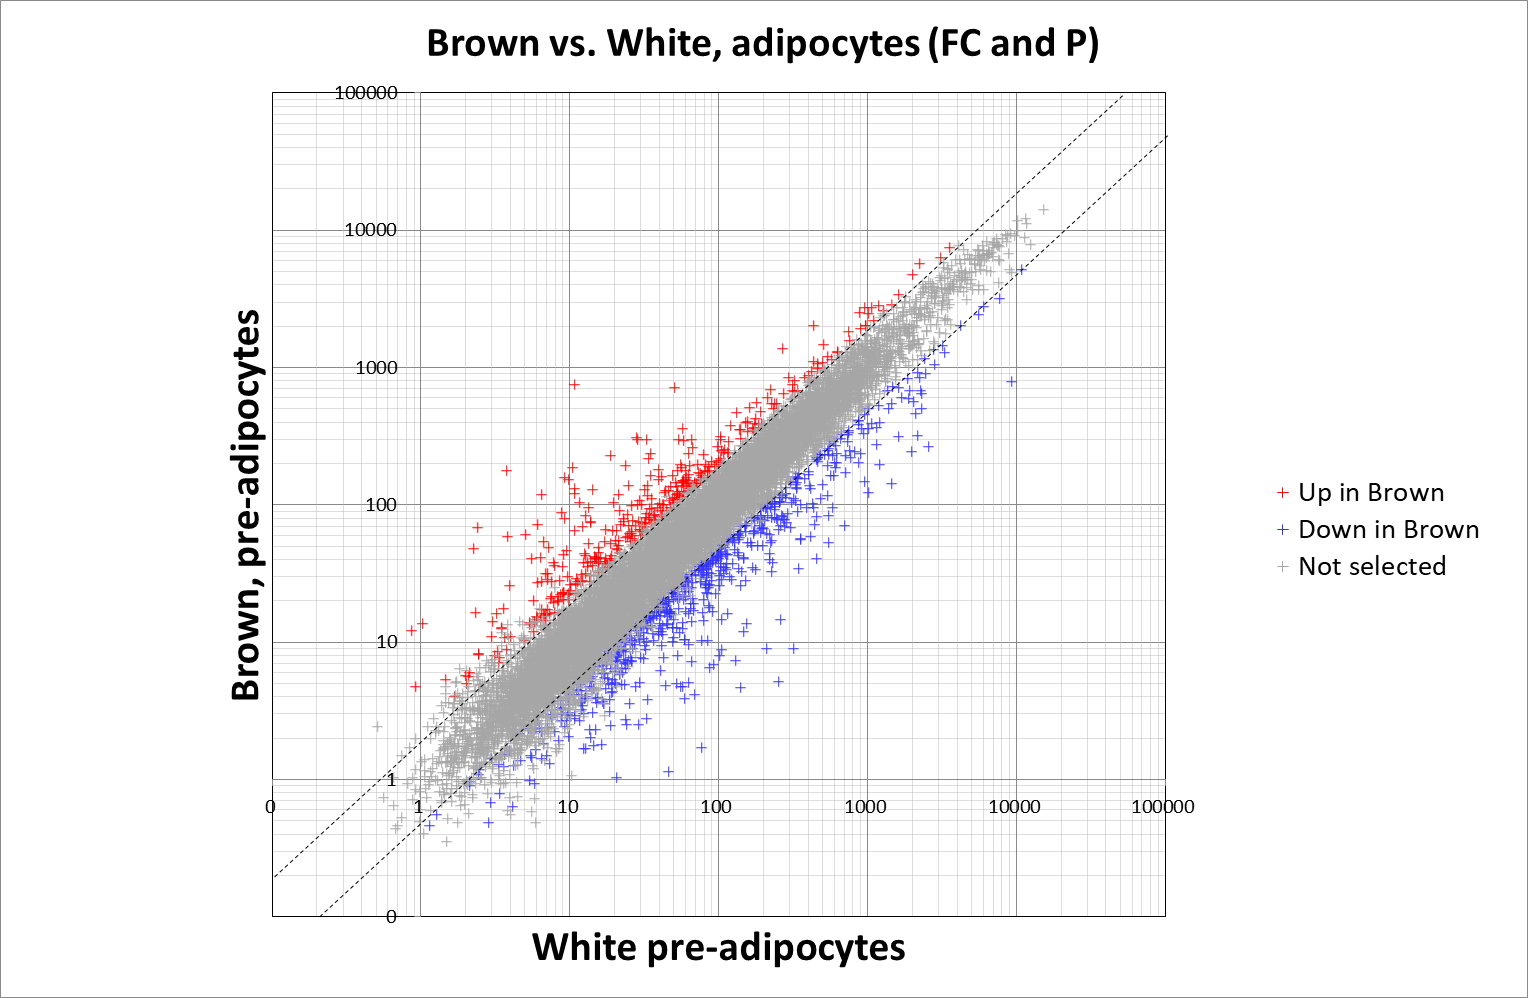 Brown vs. White, adipocytes (FC and P)
100000
10000
1000
100
10
1
0
0 1 10 100 1000 10000 100000
Brown, pre-adipocytes
White pre-adipocytes
Up in Brown
Down in Brown
Not selected